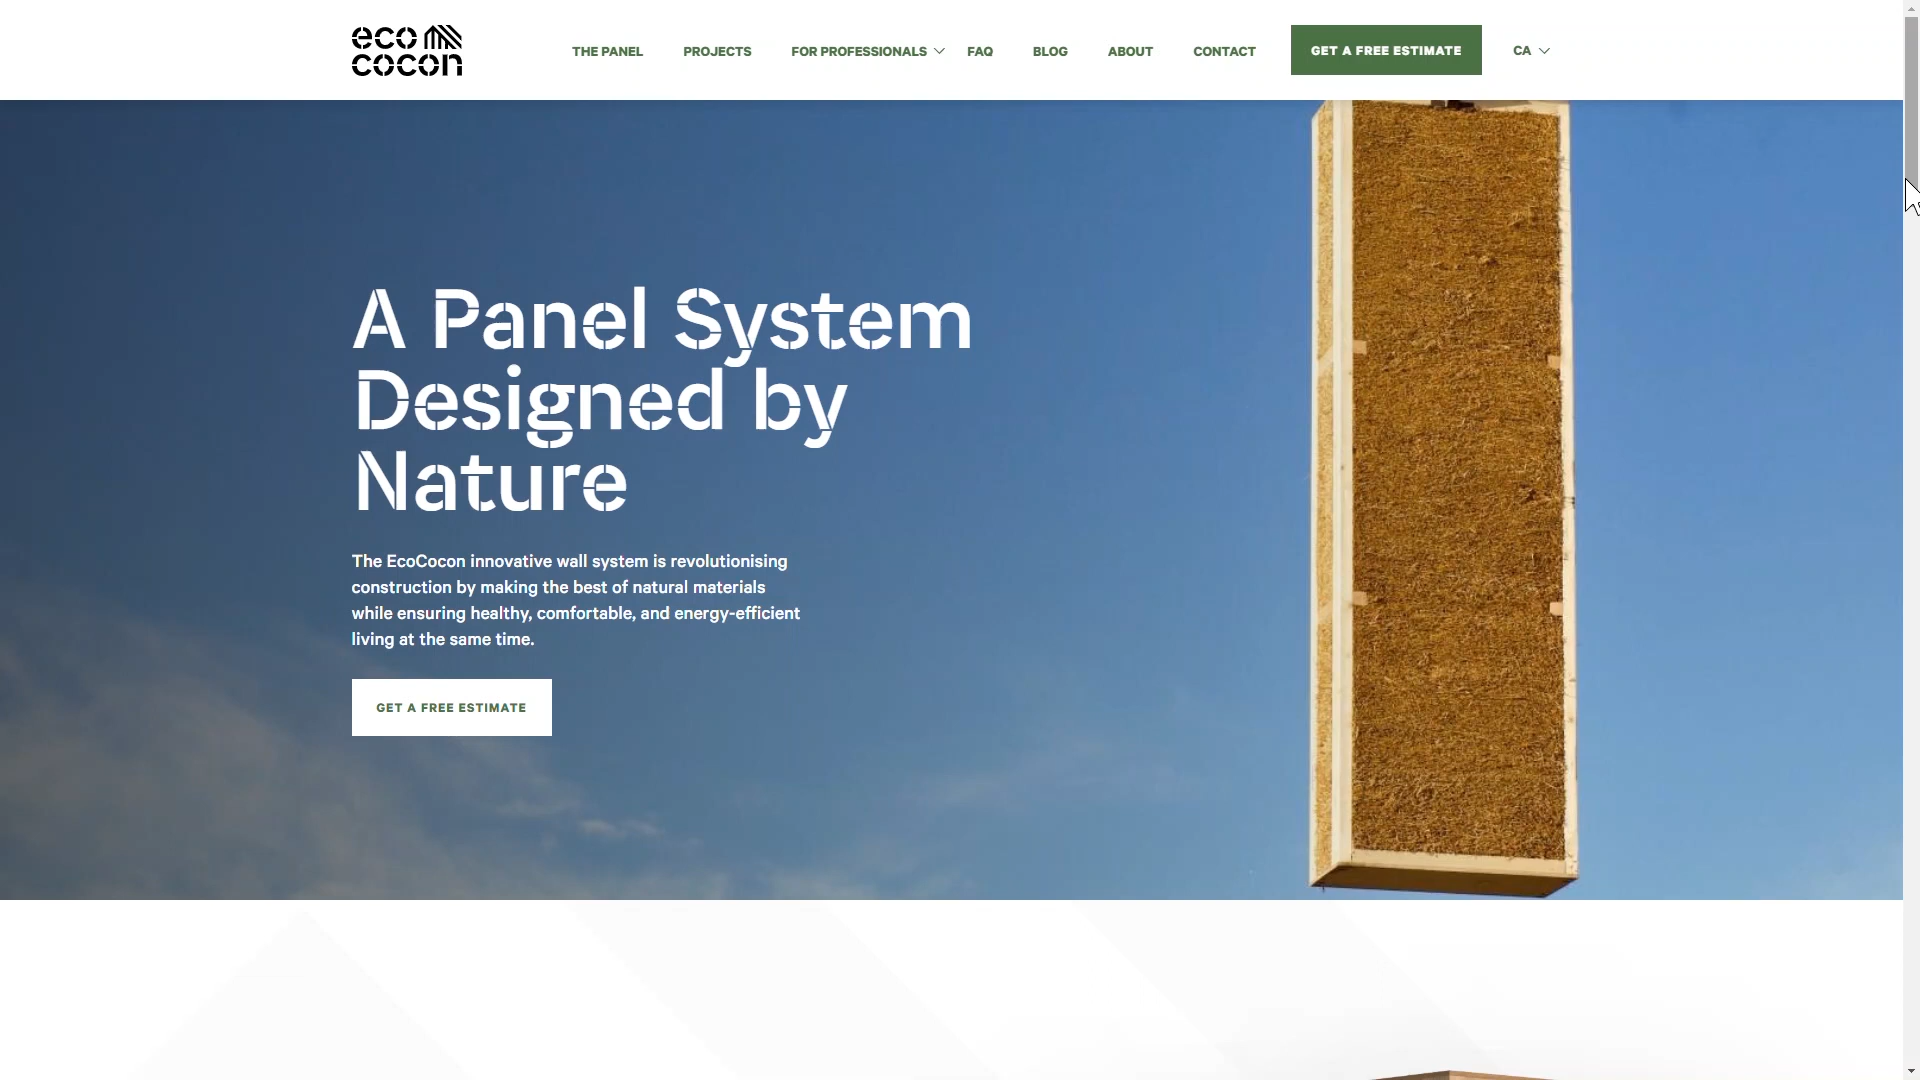 eco
cocon
THE PANEL
PROJECTS
FOR PROFESSIONALS
FAQ
BLOG
ABOUT
CONTACT
GET A FREE ESTIMATE
CA
A Panel System
Designed by
Nature
The EcoCocon innovative wall system is revolutionising
construction by making the best of natural materials
while ensuring healthy, comfortable, and energy-efficient
living at the same time.
GET A FREE ESTIMATE